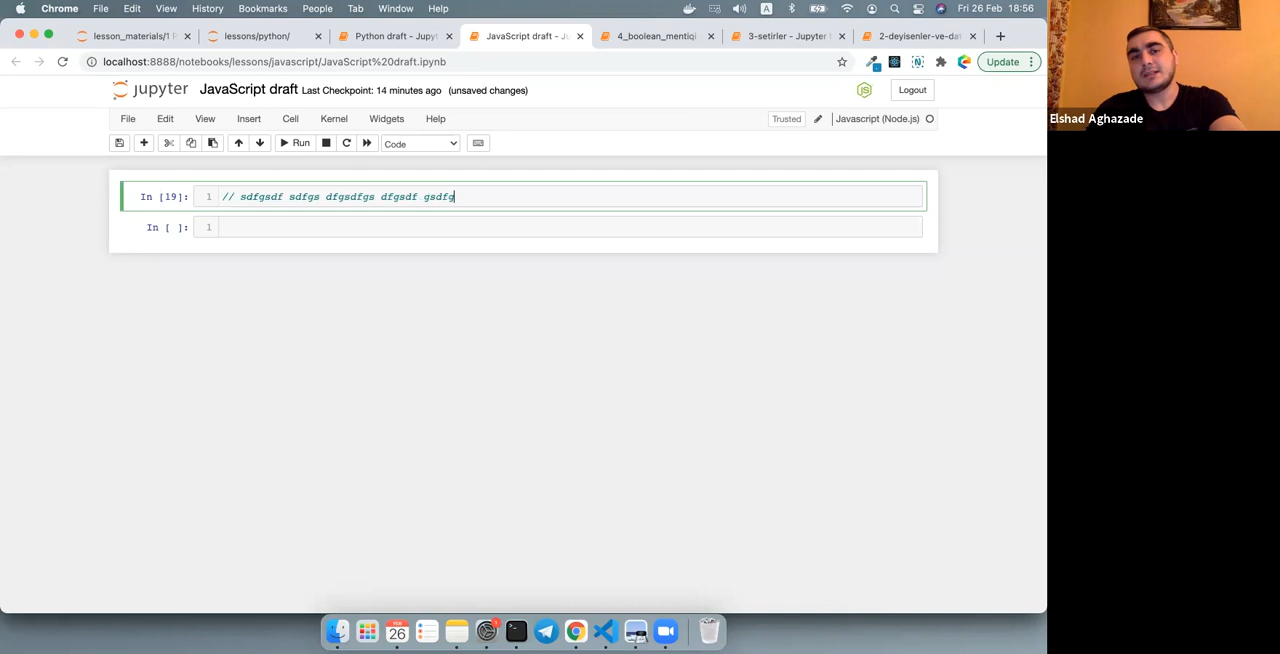 Chrome File Edit View History Bookmarks People Tab Window Help A Fri 26 Feb 18:56
lesson_materials/1 lessons/python/ Python draft - Jupyt JavaScript draft - Ju 4_boolean_mentiqi 3-setirler - Jupyter 2-deyisenler-ve-dat
localhost:8888/notebooks/lessons/javascript/JavaScript%20draft.ipynb Update
jupyter JavaScript draft Last Checkpoint: 14 minutes ago (unsaved changes) JS Logout
File Edit View Insert Cell Kernel Widgets Help Trusted Javascript (Node.js)
Run Code
In [19]: 1 // sdfgsdf sdfgs dfgsdfgs dfgsdf gsdfg
In [ ]: 1
Elshad Aghazade
FEB
26
1